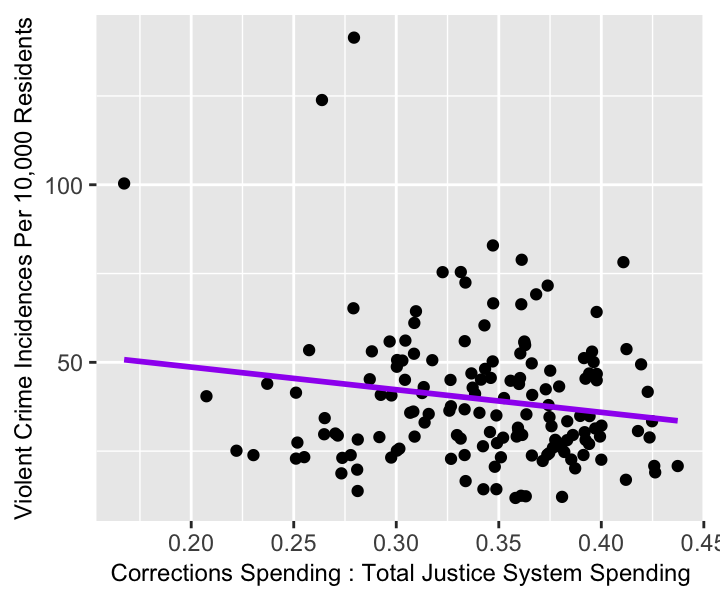 Violent Crime Incidences Per 10,000 Residents
100
50
0.20 0.25 0.30 0.35 0.40 0.45
Corrections Spending : Total Justice System Spending